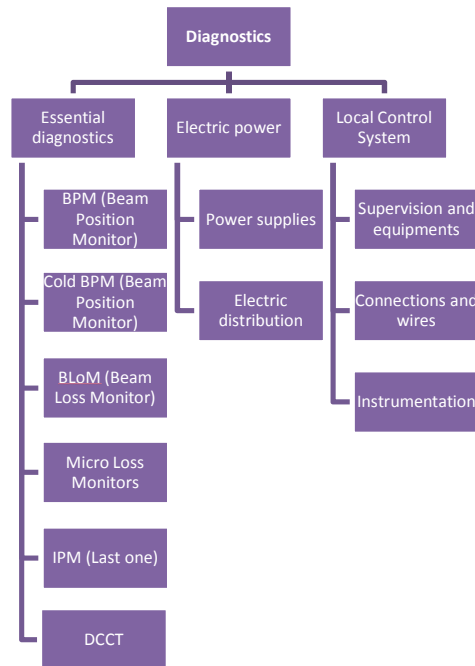 Diagnostics
Essential
diagnostics
Electric power
Local Control
System
BPM (Beam
Position
Monitor)
Cold BPM (Beam
Position
Monitor)
BLoM (Beam
Loss Monitor)
Micro Loss
Monitors
IPM (Last one)
DCCT
Power supplies
Electric
distribution
Supervision and
equipments
Connections and
wires
Instrumentation